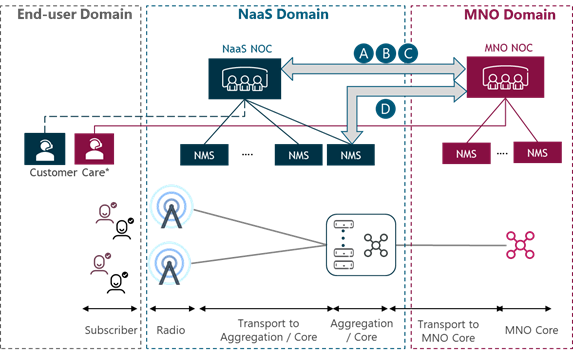 End-user Domain
NaaS Domain
MNO Domain
NaaS NOC
A B C
MNO NOC
D
NMS
....
NMS
NMS
NMS
....
NMS
Customer Care*
Subscriber
Radio
Transport to
Aggregation / Core
Aggregation
/ Core
Transport to
MNO Core
MNO Core